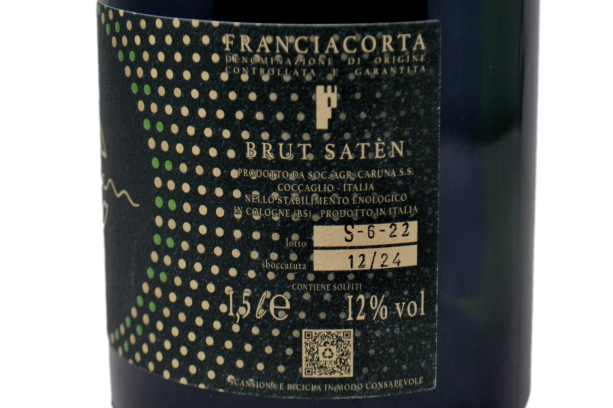 FRANCIACORTA
DENOMINAZIONE DI ORIGINE
CONTROLLATA E GARANTITA
BRUT SATÈN
PRODOTTO DA SOC. AGR. CARUNA S.S.
COCCAGLIO - ITALIA
NELLO STABILIMENTO ENOLOGICO
IN COLOGNE (BS) PRODOTTO IN ITALIA
lotto S-6-22
sboccatura 12/24
CONTIENE SOLFITI
1,5 ℓ e 12% vol
SCANSIONA E RICICLA IN MODO CONSAPEVOLE